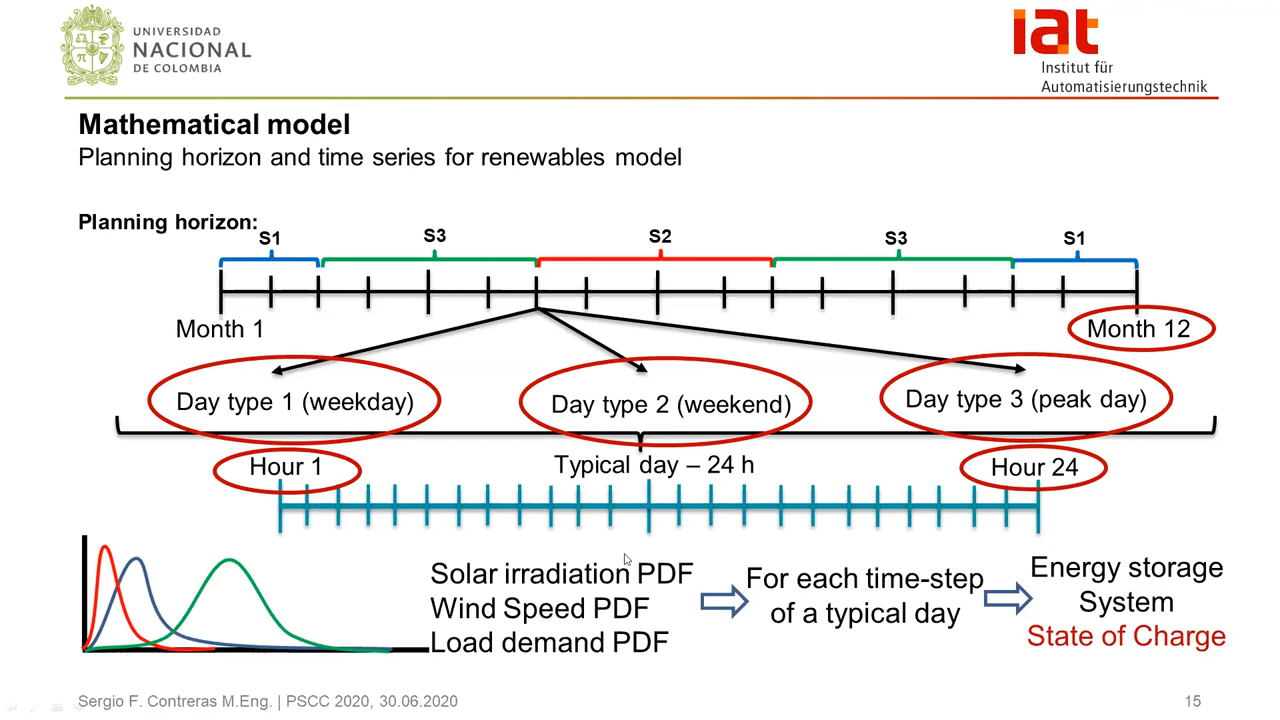 UNIVERSIDAD
NACIONAL
DE COLOMBIA
iat
Institut für
Automatisierungstechnik
Mathematical model
Planning horizon and time series for renewables model
Planning horizon:
S1
S3
S2
S3
S1
Month 1
Month 12
Day type 1 (weekday)
Day type 2 (weekend)
Day type 3 (peak day)
Hour 1
Typical day – 24 h
Hour 24
Solar irradiation PDF
Wind Speed PDF
Load demand PDF
For each time-step
of a typical day
Energy storage
System
State of Charge
Sergio F. Contreras M.Eng. | PSCC 2020, 30.06.2020
15